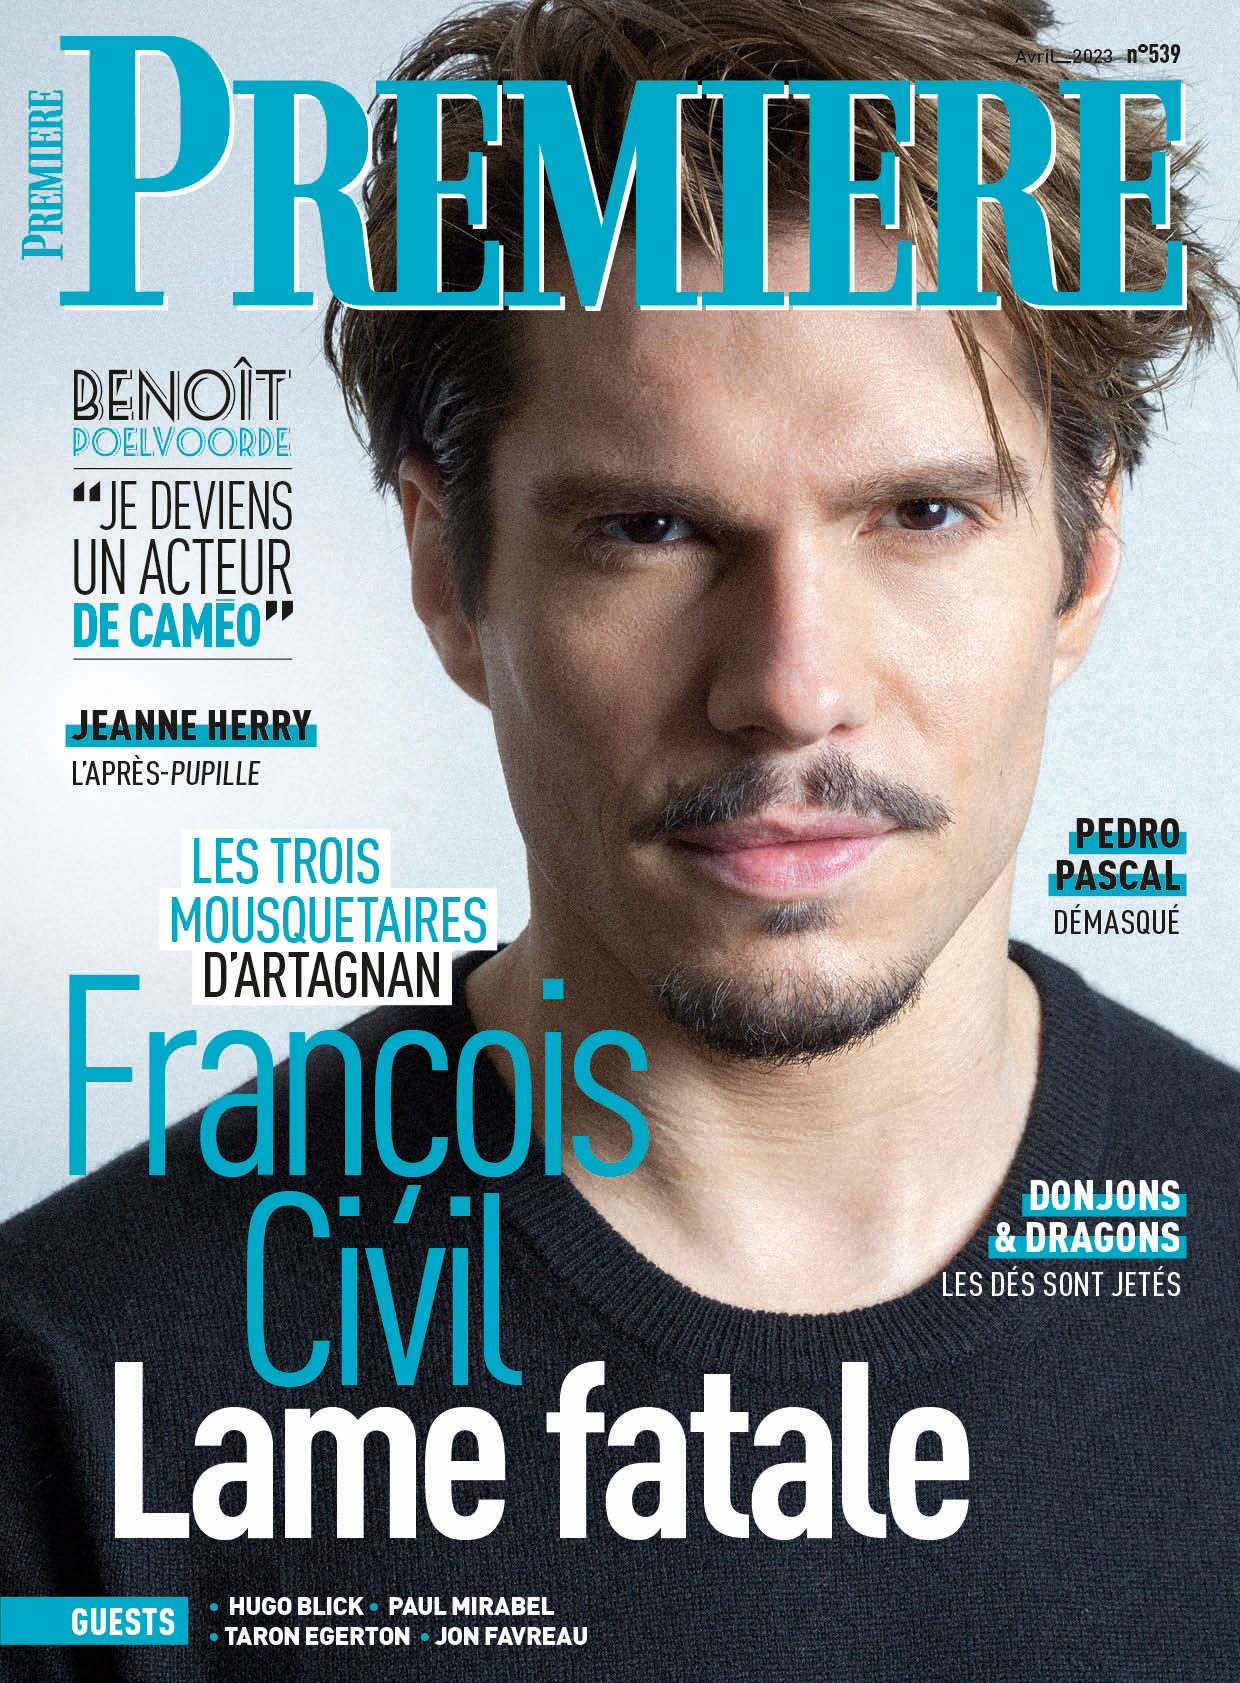 Avril_2023 n°539
PREMIERE
PREMIERE
BENOÎT
POELVOORDE
“JE DEVIENS
UN ACTEUR
DE CAMÉO”
JEANNE HERRY
L’APRÈS-PUPILLE
LES TROIS
MOUSQUETAIRES
D’ARTAGNAN
François
Civil
Lame fatale
PEDRO
PASCAL
DÉMASQUÉ
DONJONS
& DRAGONS
LES DÉS SONT JETÉS
GUESTS
• HUGO BLICK • PAUL MIRABEL
• TARON EGERTON • JON FAVREAU